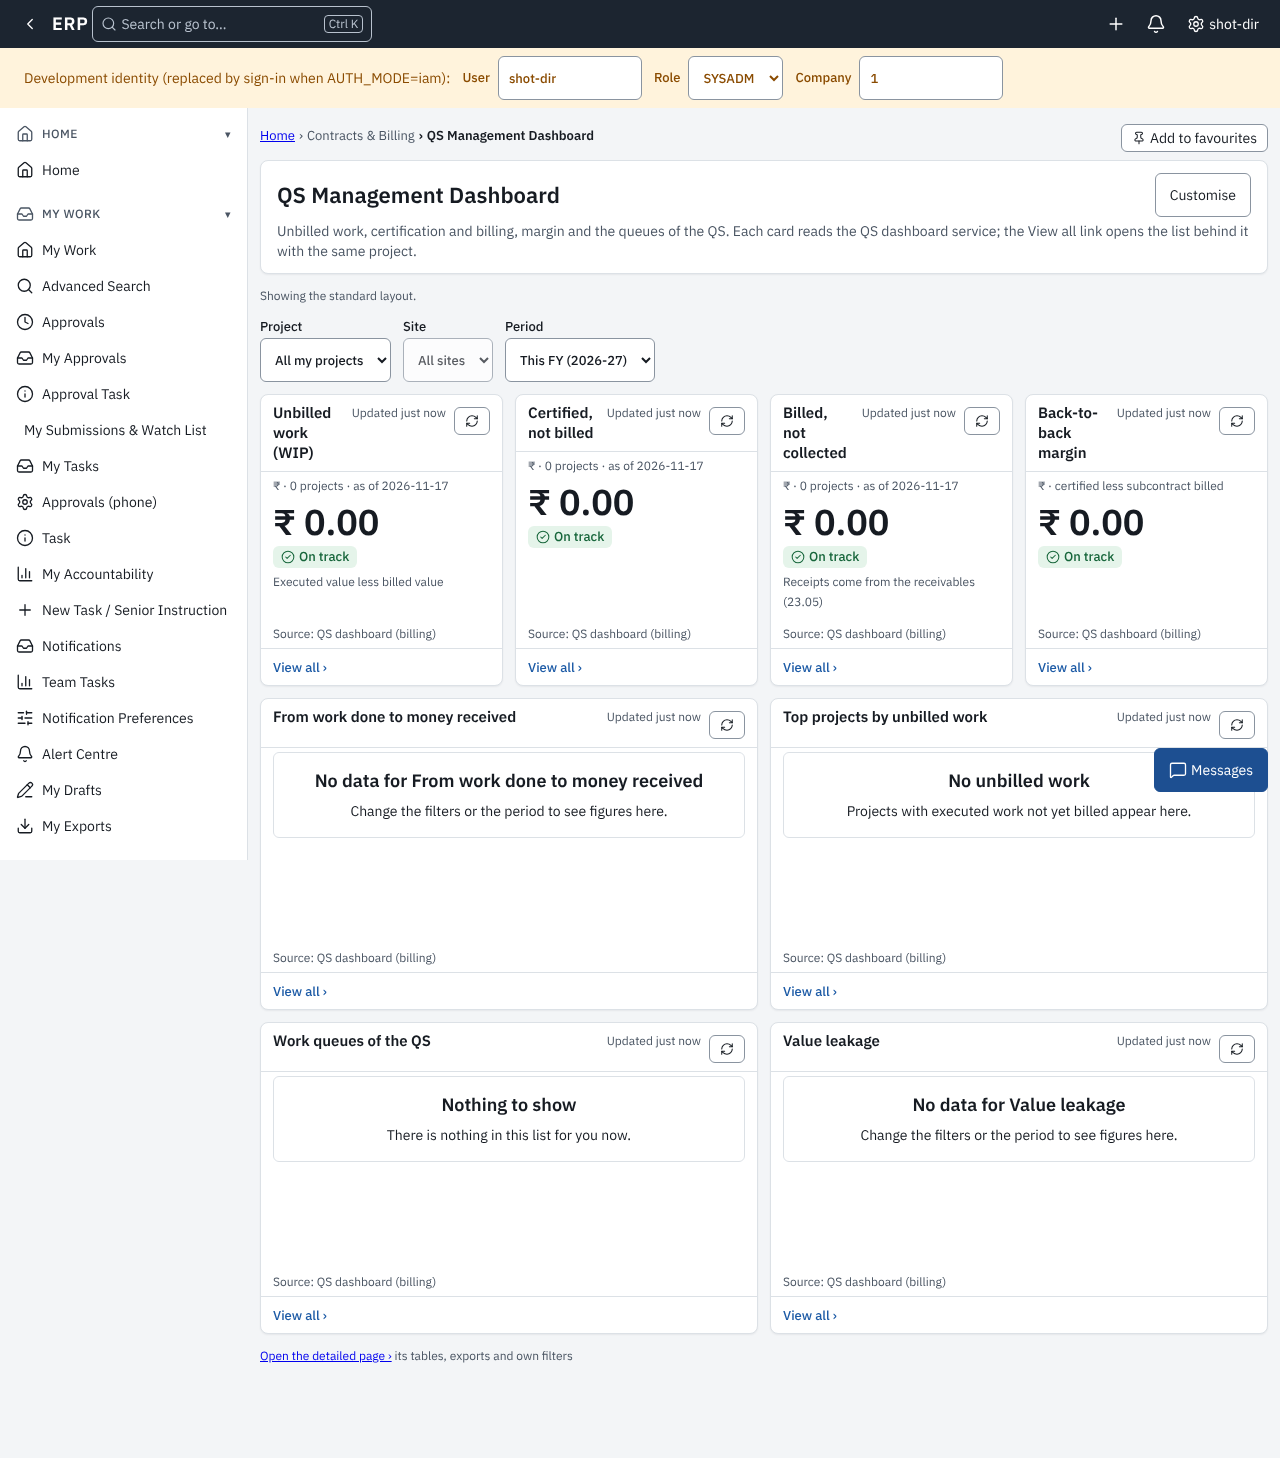 ERP
Search or go to...
Ctrl K
shot-dir
Development identity (replaced by sign-in when AUTH_MODE=iam):
User
shot-dir
Role
SYSADM
Company
1
HOME
Home
MY WORK
My Work
Advanced Search
Approvals
My Approvals
Approval Task
My Submissions & Watch List
My Tasks
Approvals (phone)
Task
My Accountability
New Task / Senior Instruction
Notifications
Team Tasks
Notification Preferences
Alert Centre
My Drafts
My Exports
Home › Contracts & Billing › QS Management Dashboard
Add to favourites
QS Management Dashboard
Customise
Unbilled work, certification and billing, margin and the queues of the QS. Each card reads the QS dashboard service; the View all link opens the list behind it
with the same project.
Showing the standard layout.
Project
All my projects
Site
All sites
Period
This FY (2026-27)
Unbilled
work
(WIP)
Updated just now
₹ · 0 projects · as of 2026-11-17
₹ 0.00
On track
Executed value less billed value
Source: QS dashboard (billing)
View all ›
Certified,
not billed
Updated just now
₹ · 0 projects · as of 2026-11-17
₹ 0.00
On track
Source: QS dashboard (billing)
View all ›
Billed,
not
collected
Updated just now
₹ · 0 projects · as of 2026-11-17
₹ 0.00
On track
Receipts come from the receivables
(23.05)
Source: QS dashboard (billing)
View all ›
Back-to-
back
margin
Updated just now
₹ · certified less subcontract billed
₹ 0.00
On track
Source: QS dashboard (billing)
View all ›
From work done to money received
Updated just now
No data for From work done to money received
Change the filters or the period to see figures here.
Source: QS dashboard (billing)
View all ›
Top projects by unbilled work
Updated just now
Messages
No unbilled work
Projects with executed work not yet billed appear here.
Source: QS dashboard (billing)
View all ›
Work queues of the QS
Updated just now
Nothing to show
There is nothing in this list for you now.
Source: QS dashboard (billing)
View all ›
Value leakage
Updated just now
No data for Value leakage
Change the filters or the period to see figures here.
Source: QS dashboard (billing)
View all ›
Open the detailed page › its tables, exports and own filters